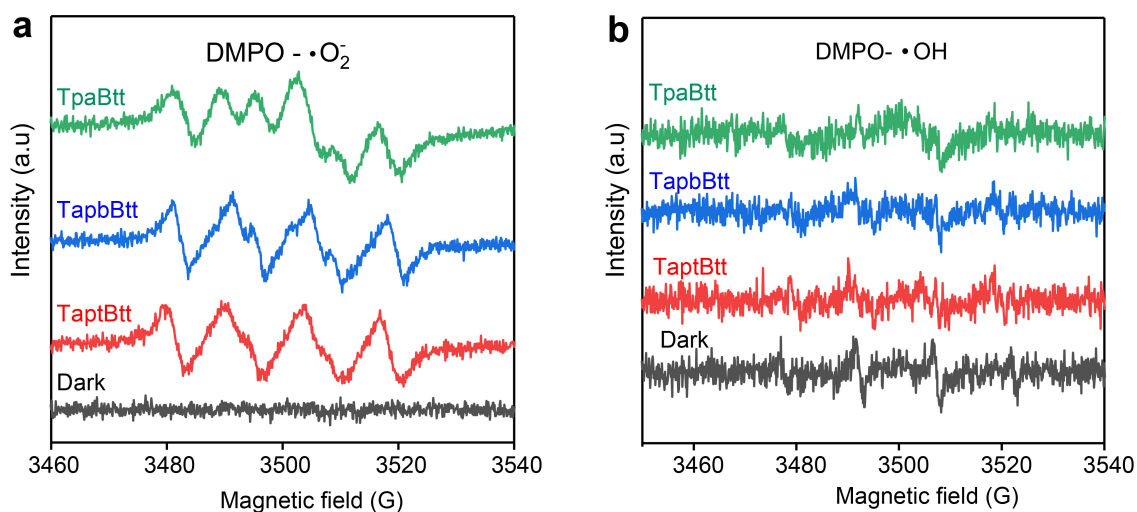 a
DMPO - •O₂⁻
TpaBtt
TapbBtt
TaptBtt
Dark
Intensity (a.u)
3460 3480 3500 3520 3540
Magnetic field (G)
b
DMPO- •OH
TpaBtt
TapbBtt
TaptBtt
Dark
Intensity (a.u)
3460 3480 3500 3520 3540
Magnetic field (G)